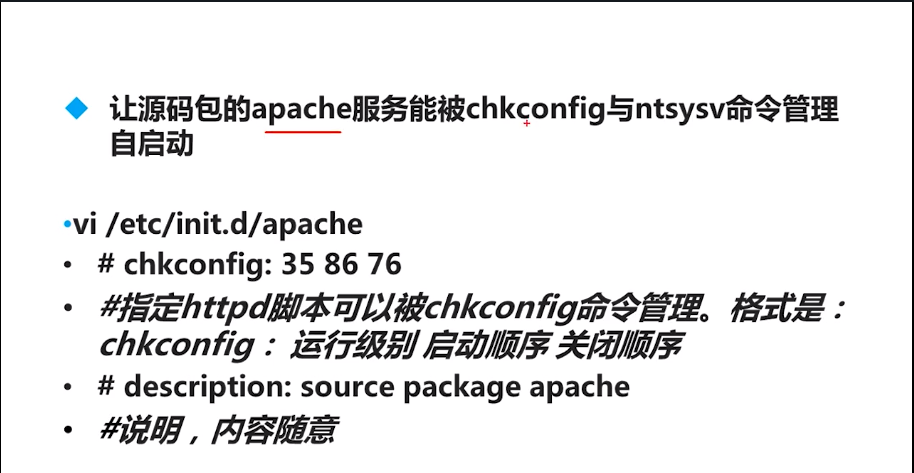 让源码包的apache服务能被chkconfig与ntsysv命令管理
自启动
•vi /etc/init.d/apache
• # chkconfig: 35 86 76
• #指定httpd脚本可以被chkconfig命令管理。格式是：
chkconfig： 运行级别 启动顺序 关闭顺序
• # description: source package apache
• #说明，内容随意